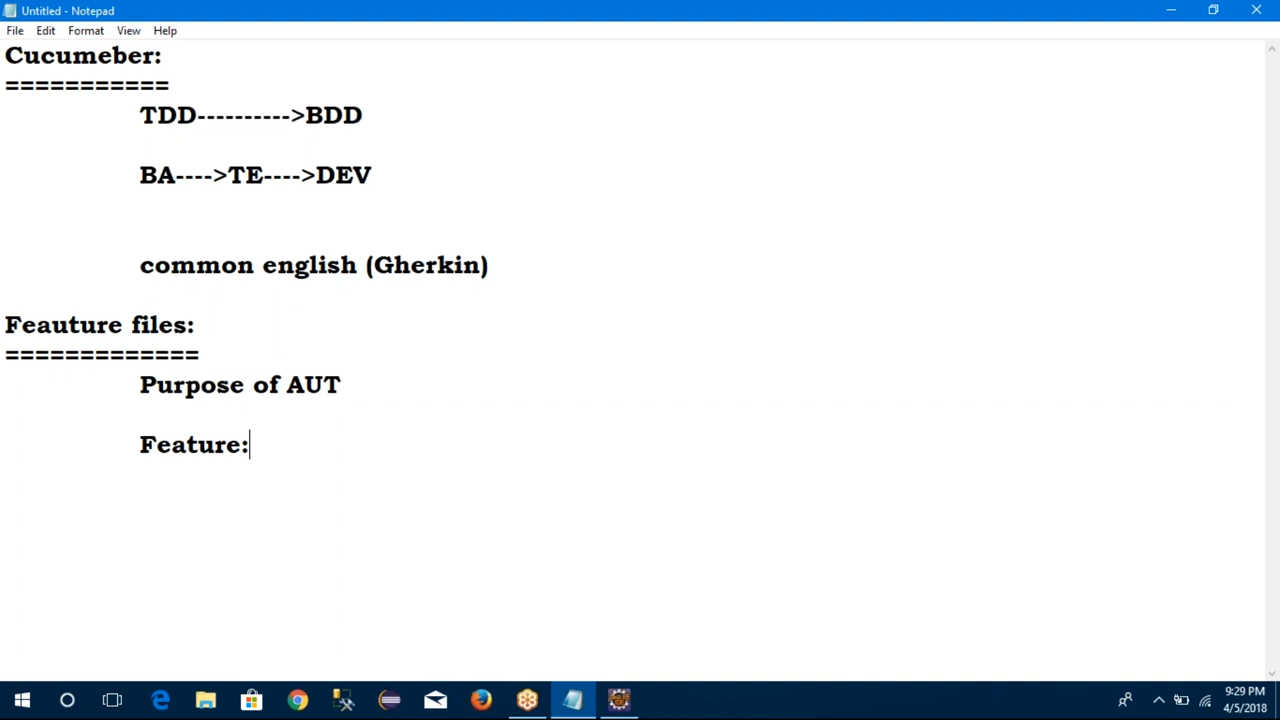 Untitled - Notepad
File Edit Format View Help
Cucumeber:
===========
TDD---------->BDD
BA---->TE---->DEV
common english (Gherkin)
Feauture files:
=============
Purpose of AUT
Feature:
9:29 PM
4/5/2018